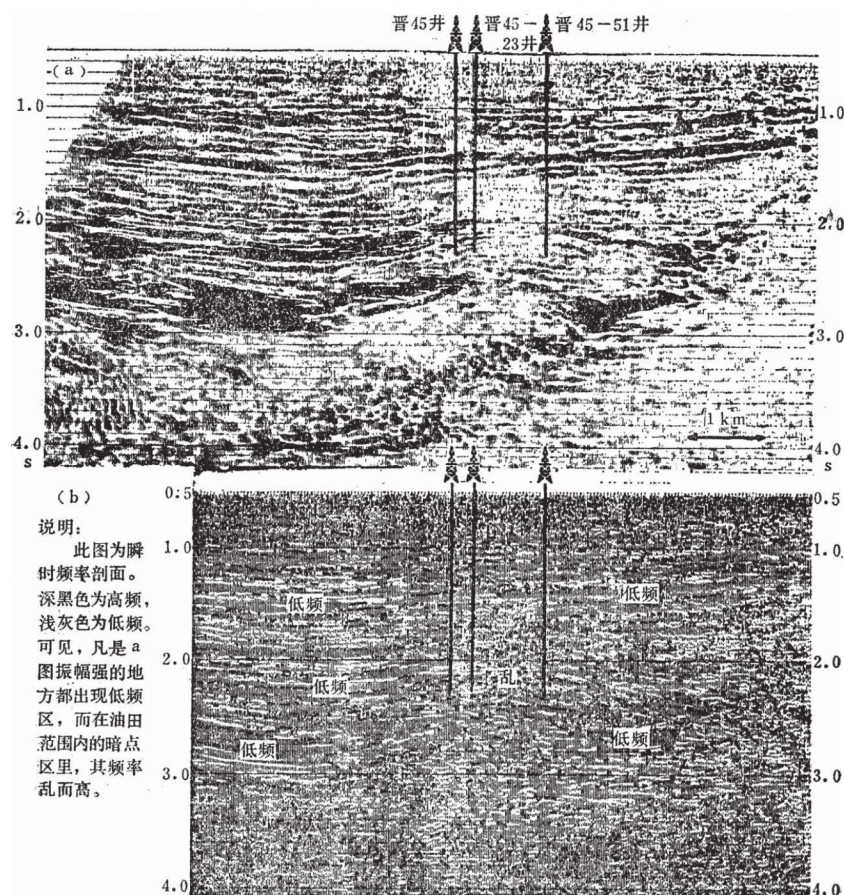 晋45井 晋45- 晋45-51井
23井
(a)
1.0 1.0
2.0 2.0
3.0 3.0
1km
4.0 4.0
s s
(b) 0.5 0.5
说明:
此图为瞬 1.0 1.0
时频率剖面。
深黑色为高频, 低频 低频
浅灰色为低频。
可见,凡是a
图振幅强的地 2.0 2.0
方都出现低频 低频 乱
区,而在油田
范围内的暗点 低频 低频
区里,其频率 3.0 3.0
乱而高。
4.0 4.0